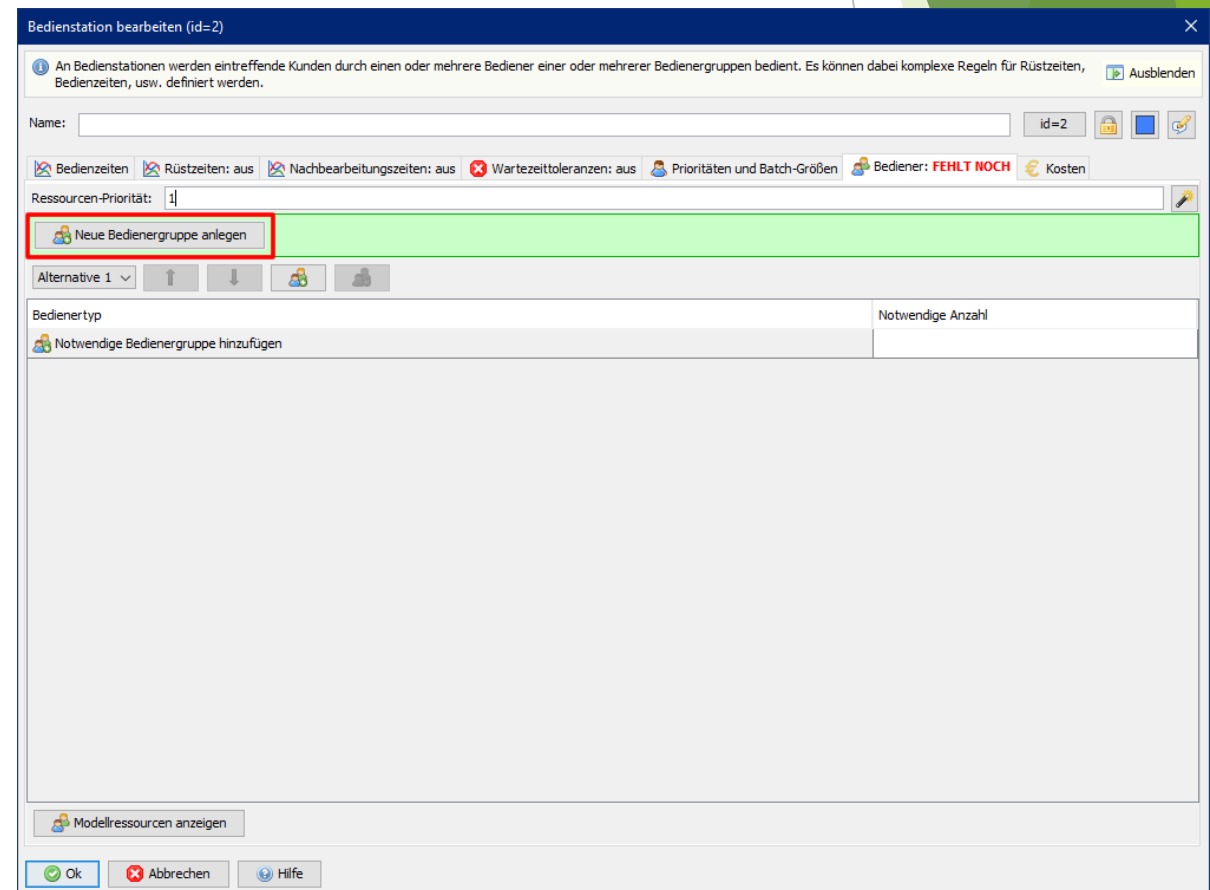 Bedienstation bearbeiten (id=2)
An Bedienstationen werden eintreffende Kunden durch einen oder mehrere Bediener einer oder mehrerer Bedienergruppen bedient. Es können dabei komplexe Regeln für Rüstzeiten,
Bedienzeiten, usw. definiert werden.
Ausblenden
Name:
id=2
Bedienzeiten Rüstzeiten: aus Nachbearbeitungszeiten: aus Wartezeittoleranzen: aus Prioritäten und Batch-Größen Bediener: FEHLT NOCH Kosten
Ressourcen-Priorität: 1
Neue Bedienergruppe anlegen
Alternative 1
Bedienertyp Notwendige Anzahl
Notwendige Bedienergruppe hinzufügen
Modellressourcen anzeigen
Ok Abbrechen Hilfe